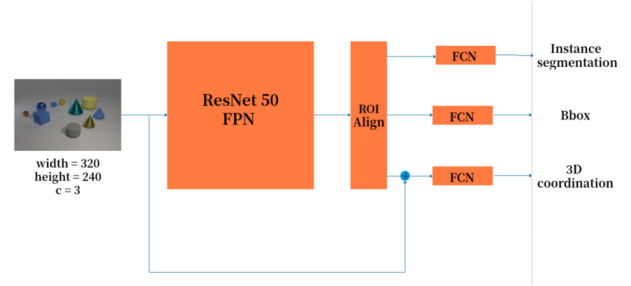 ResNet 50
FPN
ROI
Align
FCN
Instance
segmentation
FCN
Bbox
FCN
3D
coordination
width = 320
height = 240
c = 3